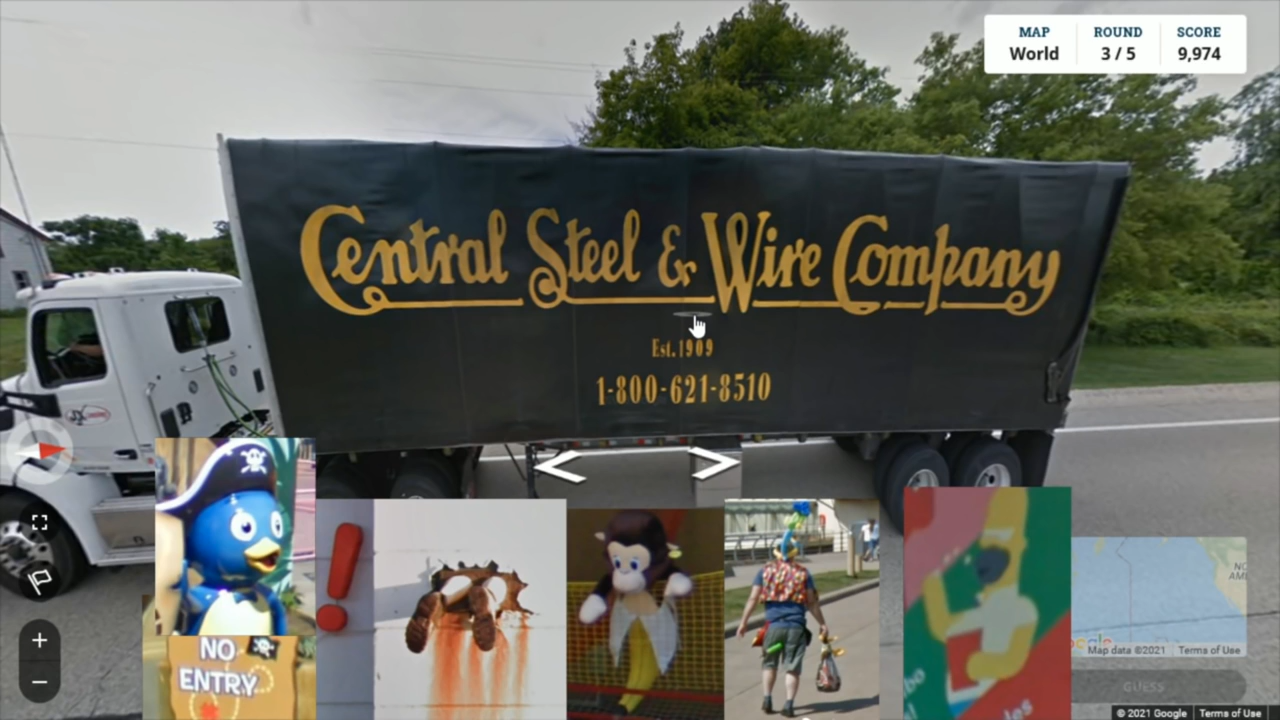 MAP
World
ROUND
3 / 5
SCORE
9,974
Central Steel & Wire Company
Est. 1909
1-800-621-8510
NO
ENTRY
Map data ©2021
Terms of Use
GUESS
© 2021 Google
Terms of Use